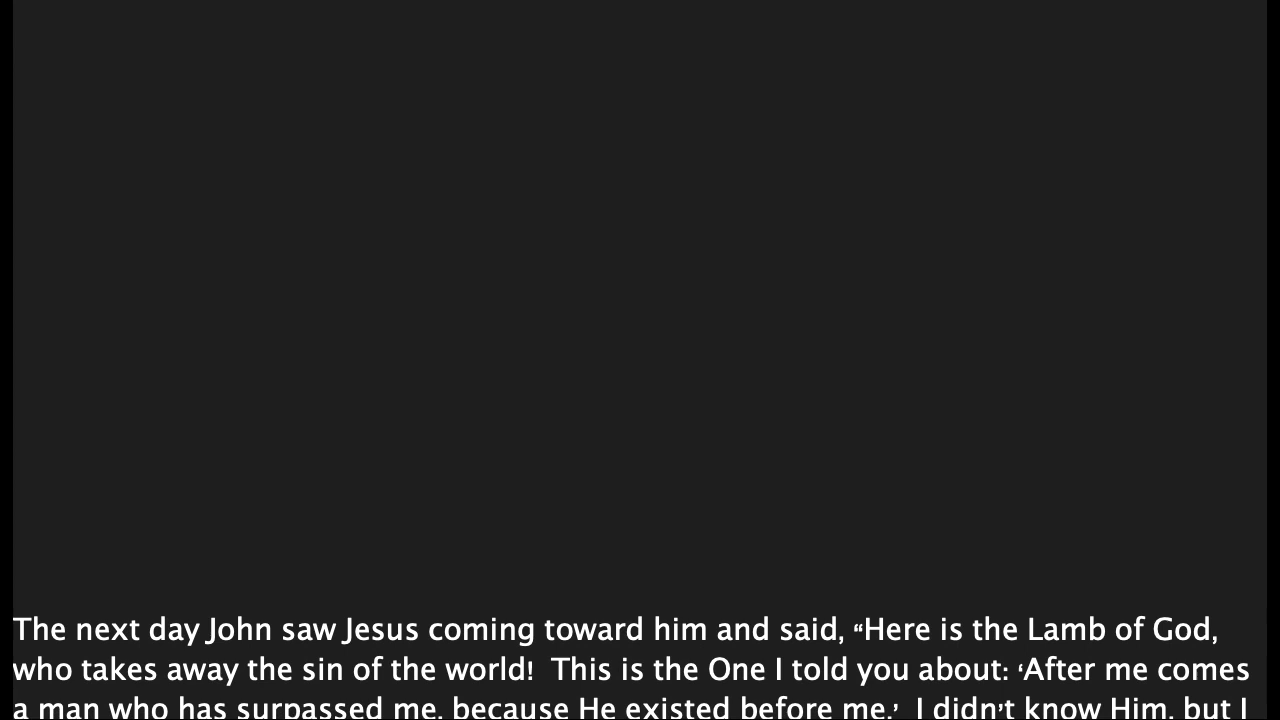 The next day John saw Jesus coming toward him and said, “Here is the Lamb of God,
who takes away the sin of the world!  This is the One I told you about: ‘After me comes
a man who has surpassed me, because He existed before me.’  I didn’t know Him, but I